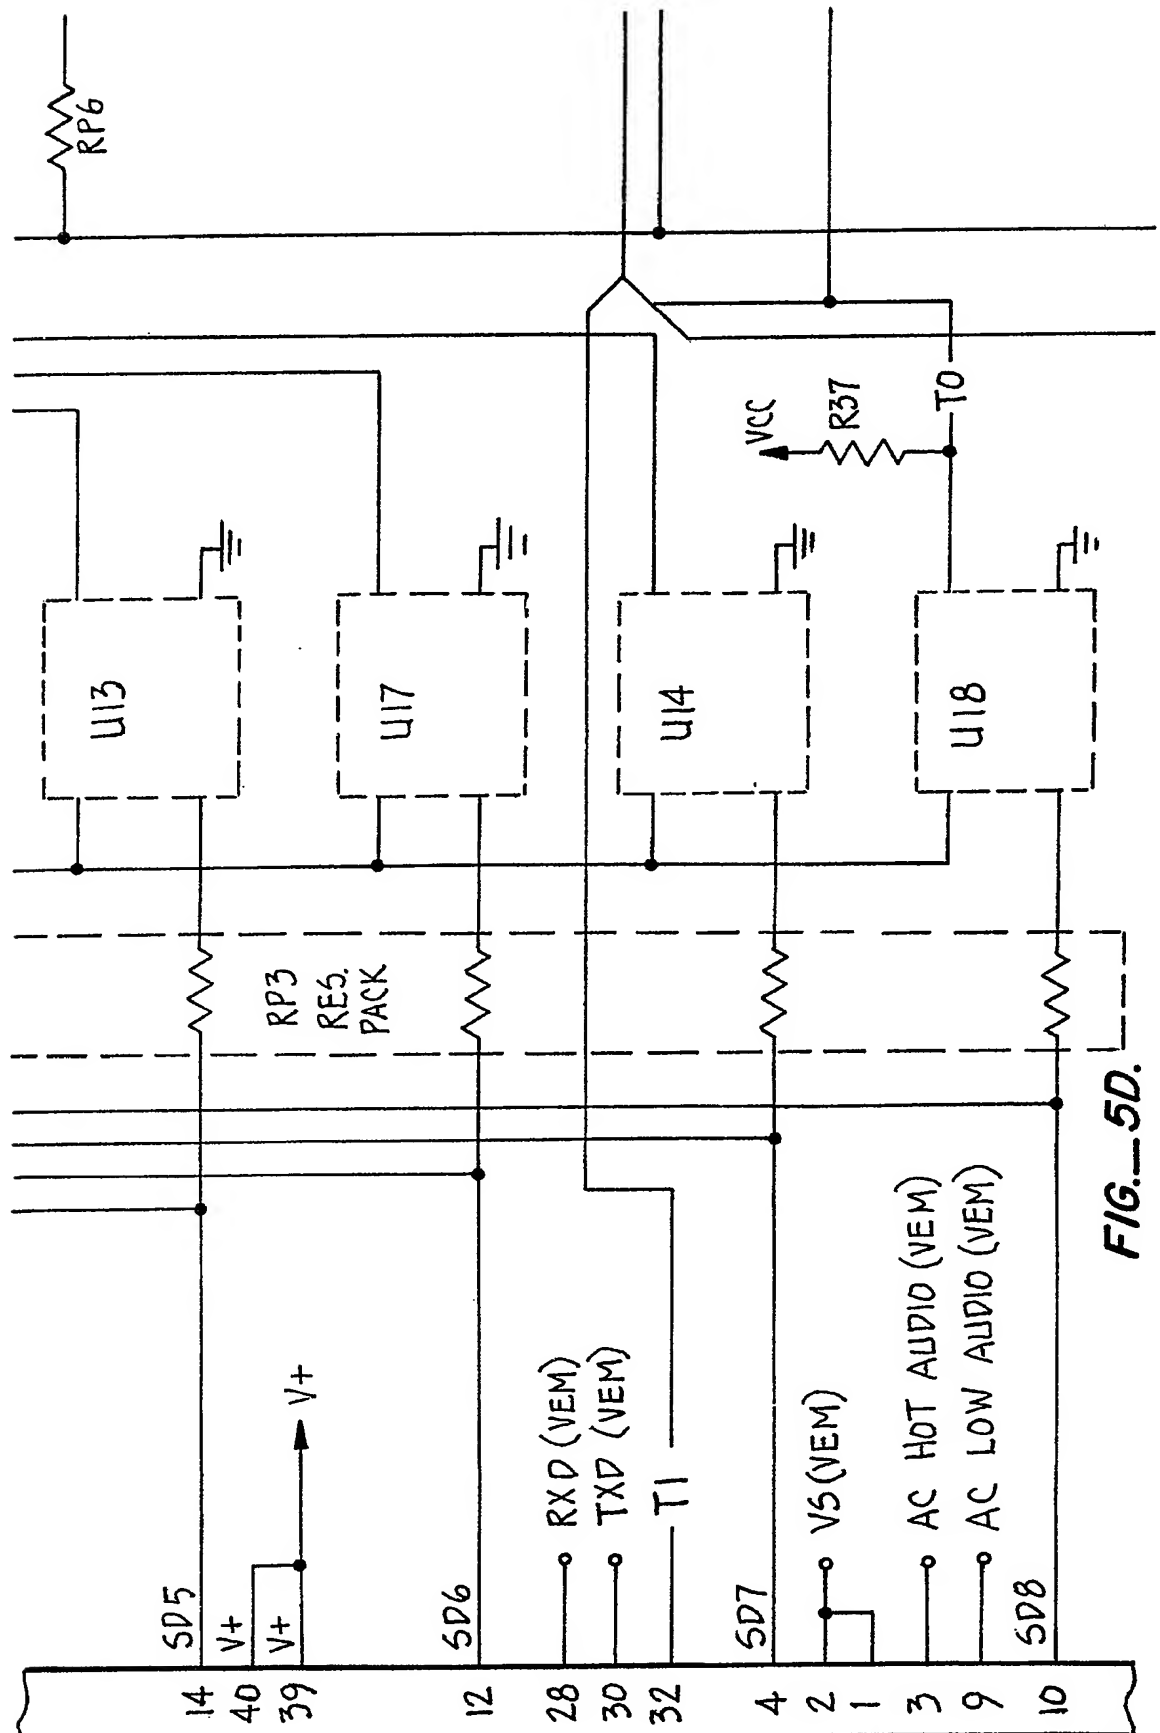 RP6
VCC
R37
TO
U13
U17
U14
U18
RP3
RES.
PACK
SD5
V+
V+
V+
SD6
RXD (VEM)
TXD (VEM)
T1
SD7
VS (VEM)
AC HOT AUDIO (VEM)
AC LOW AUDIO (VEM)
SD8
14
40
39
12
28
30
32
4
2
1
3
9
10
FIG.—5D.